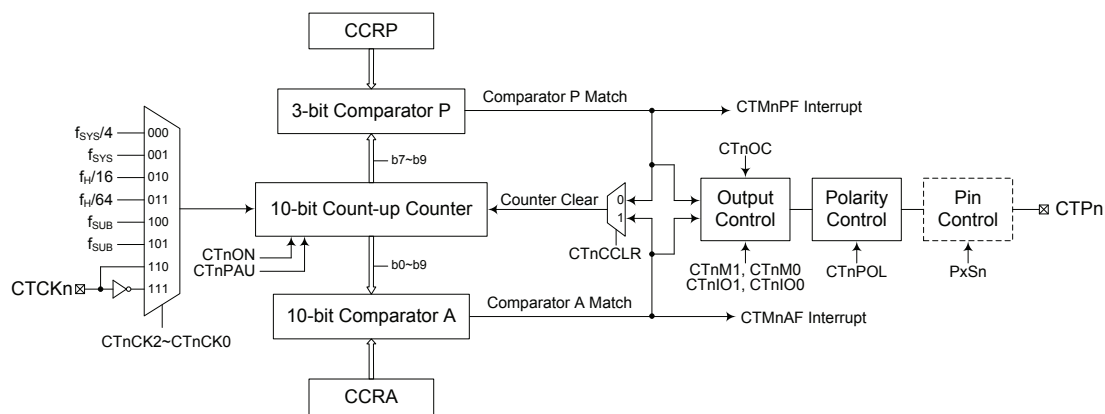 CCRP
3-bit Comparator P
Comparator P Match
CTMnPF Interrupt
b7~b9
fSYS/4 000
fSYS 001
fH/16 010
fH/64 011
fSUB 100
fSUB 101
110
111
CTCKn
CTnCK2~CTnCK0
10-bit Count-up Counter
CTnON
CTnPAU
Counter Clear
0
1
CTnCCLR
CTnOC
Output
Control
CTnM1, CTnM0
CTnIO1, CTnIO0
Polarity
Control
CTnPOL
Pin
Control
PxSn
CTPn
b0~b9
10-bit Comparator A
Comparator A Match
CTMnAF Interrupt
CCRA